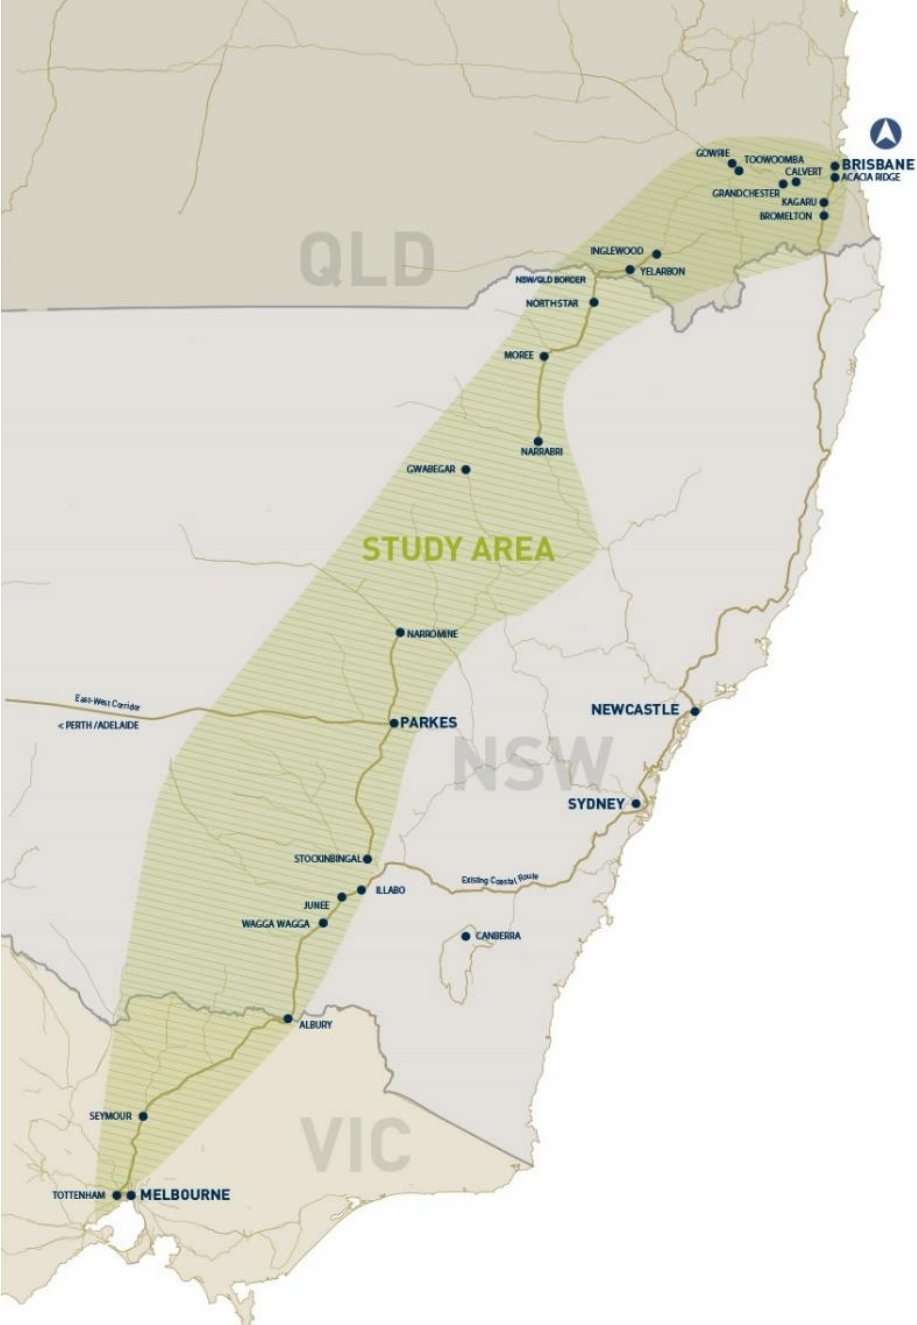 GOWRIE
TOOWOOMBA
BRISBANE
CALVERT
ACACIA RIDGE
GRANDCHESTER
KAGARU
BROMELTON
QLD
INGLEWOOD
YELARBON
NSW/QLD BORDER
NORTH STAR
MOREE
NARRABRI
GWABEGAR
STUDY AREA
NARROMINE
East-West Corridor
< PERTH / ADELAIDE
PARKES
NEWCASTLE
NSW
SYDNEY
STOCKINBINGAL
Existing Coastal Route
ILLABO
JUNEE
WAGGA WAGGA
CANBERRA
ALBURY
SEYMOUR
VIC
TOTTENHAM
MELBOURNE